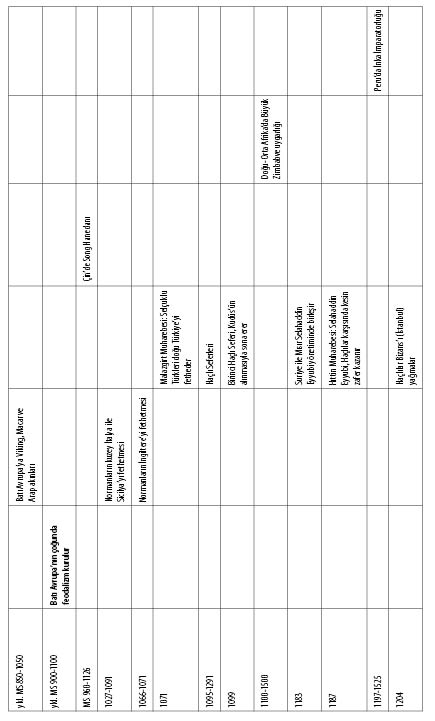 ykl. MS 850-1050
Batı Avrupa'ya Viking, Macar ve
Arap akınları
ykl. MS 900-1100
Batı Avrupa'nın çoğunda
feodalizm kurulur
MS 960-1126
Çin'de Song Hanedanı
1027-1091
Normanların kuzey İtalya ile
Sicilya'yı fethetmesi
1066-1071
Normanların İngiltere'yi fethetmesi
1071
Malazgirt Muharebesi: Selçuklu
Türkleri doğu Türkiye'yi
fetheder
1095-1291
Haçlı Seferleri
1099
Birinci Haçlı Seferi, Kudüs'ün
alınmasıyla sona erer
1100-1500
Doğu-Orta Afrika'da Büyük
Zimbabve uygarlığı
1183
Suriye ile Mısır Selahaddin
Eyyubi yönetiminde birleşir
1187
Hıttin Muharebesi: Selahaddin
Eyyubi, Haçlılar karşısında kesin
zafer kazanır
1197-1525
Peru'da İnka İmparatorluğu
1204
Haçlılar Bizans'ı (İstanbul)
yağmalar